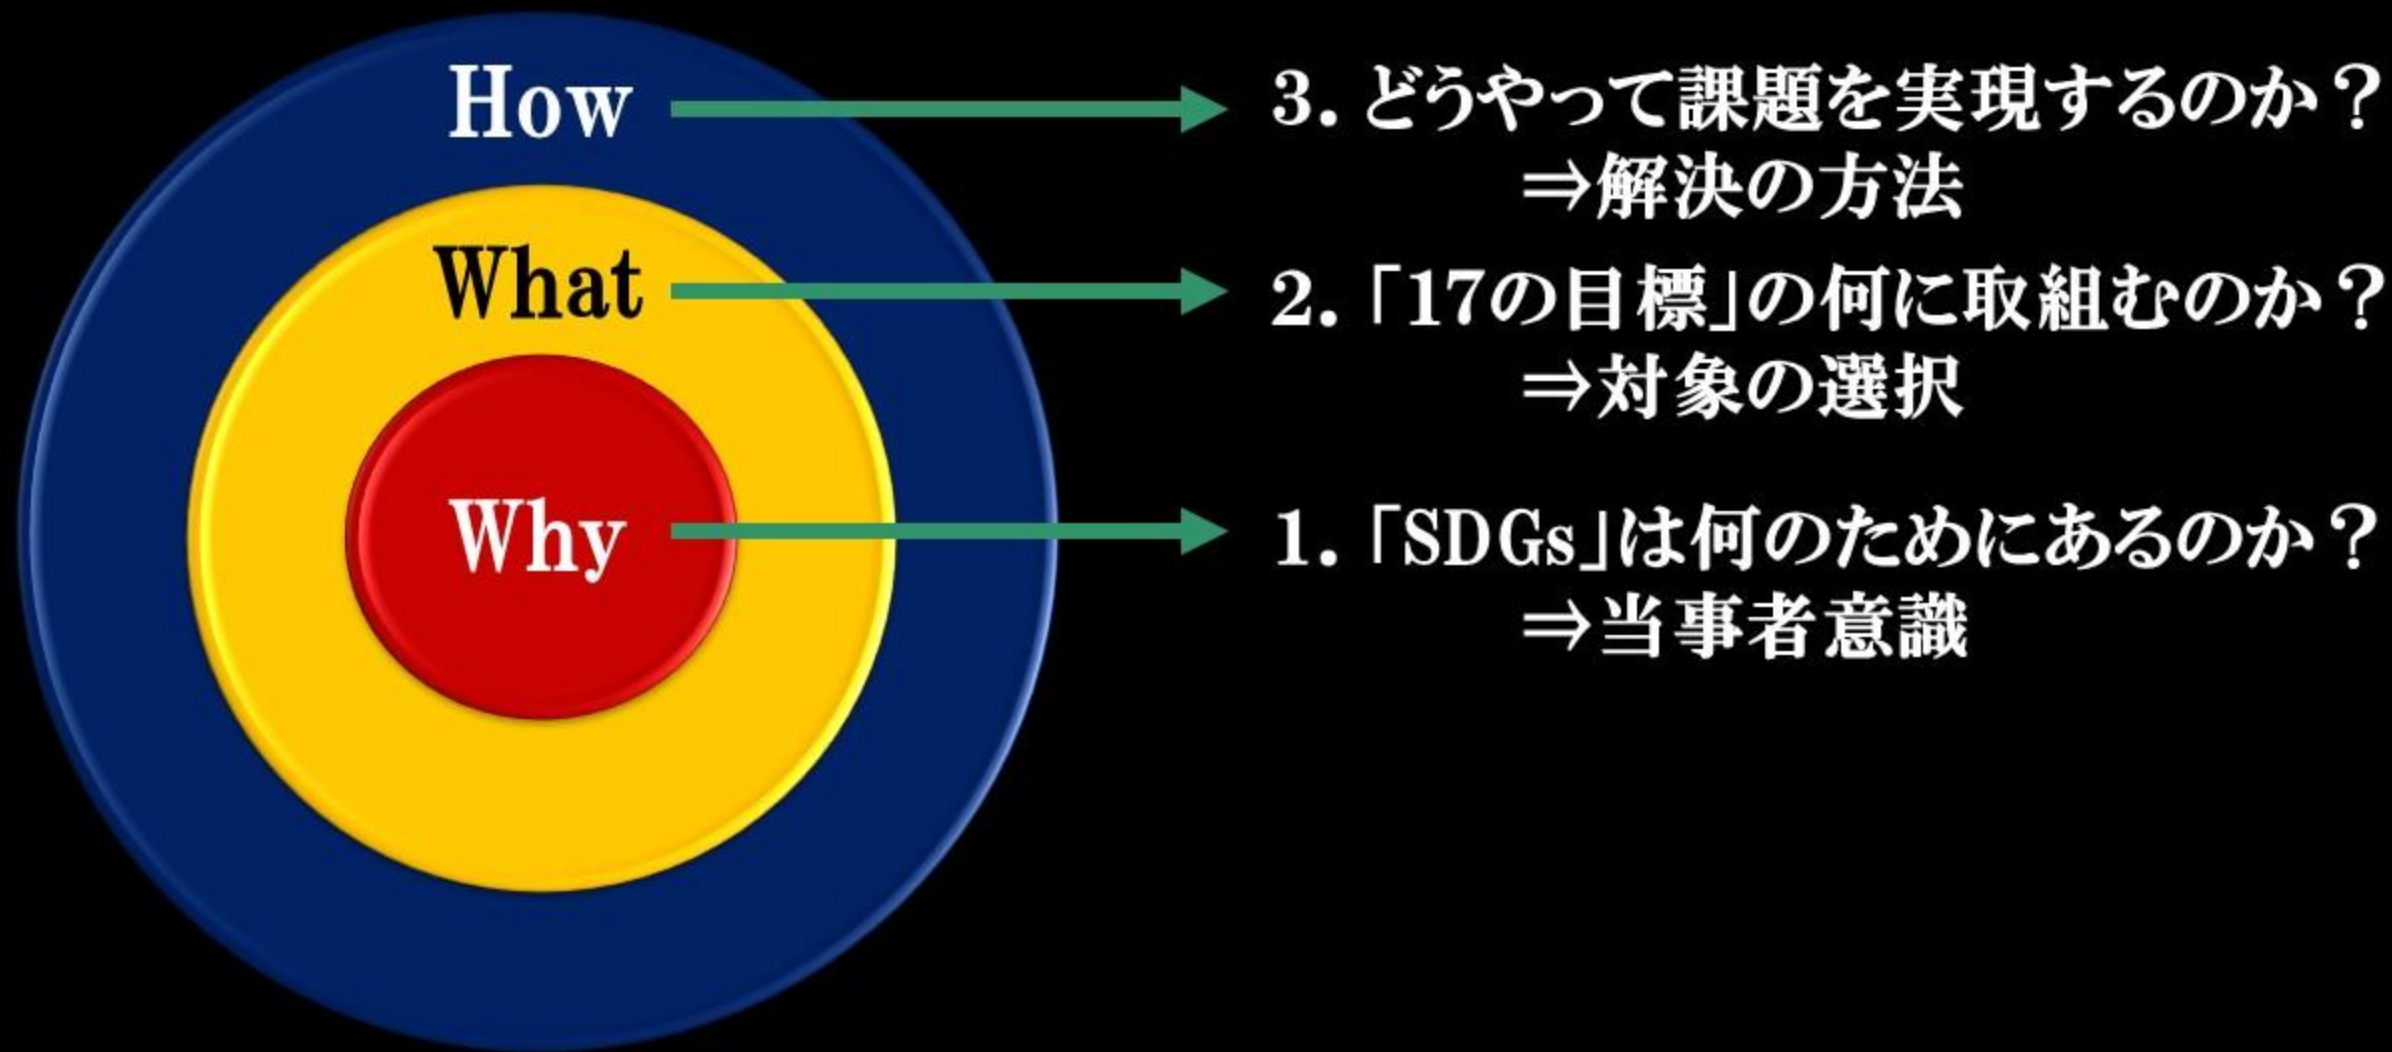 How
3. どうやって課題を実現するのか？
⇒解決の方法
What
2.「17の目標」の何に取組むのか？
⇒対象の選択
Why
1.「SDGs」は何のためにあるのか？
⇒当事者意識